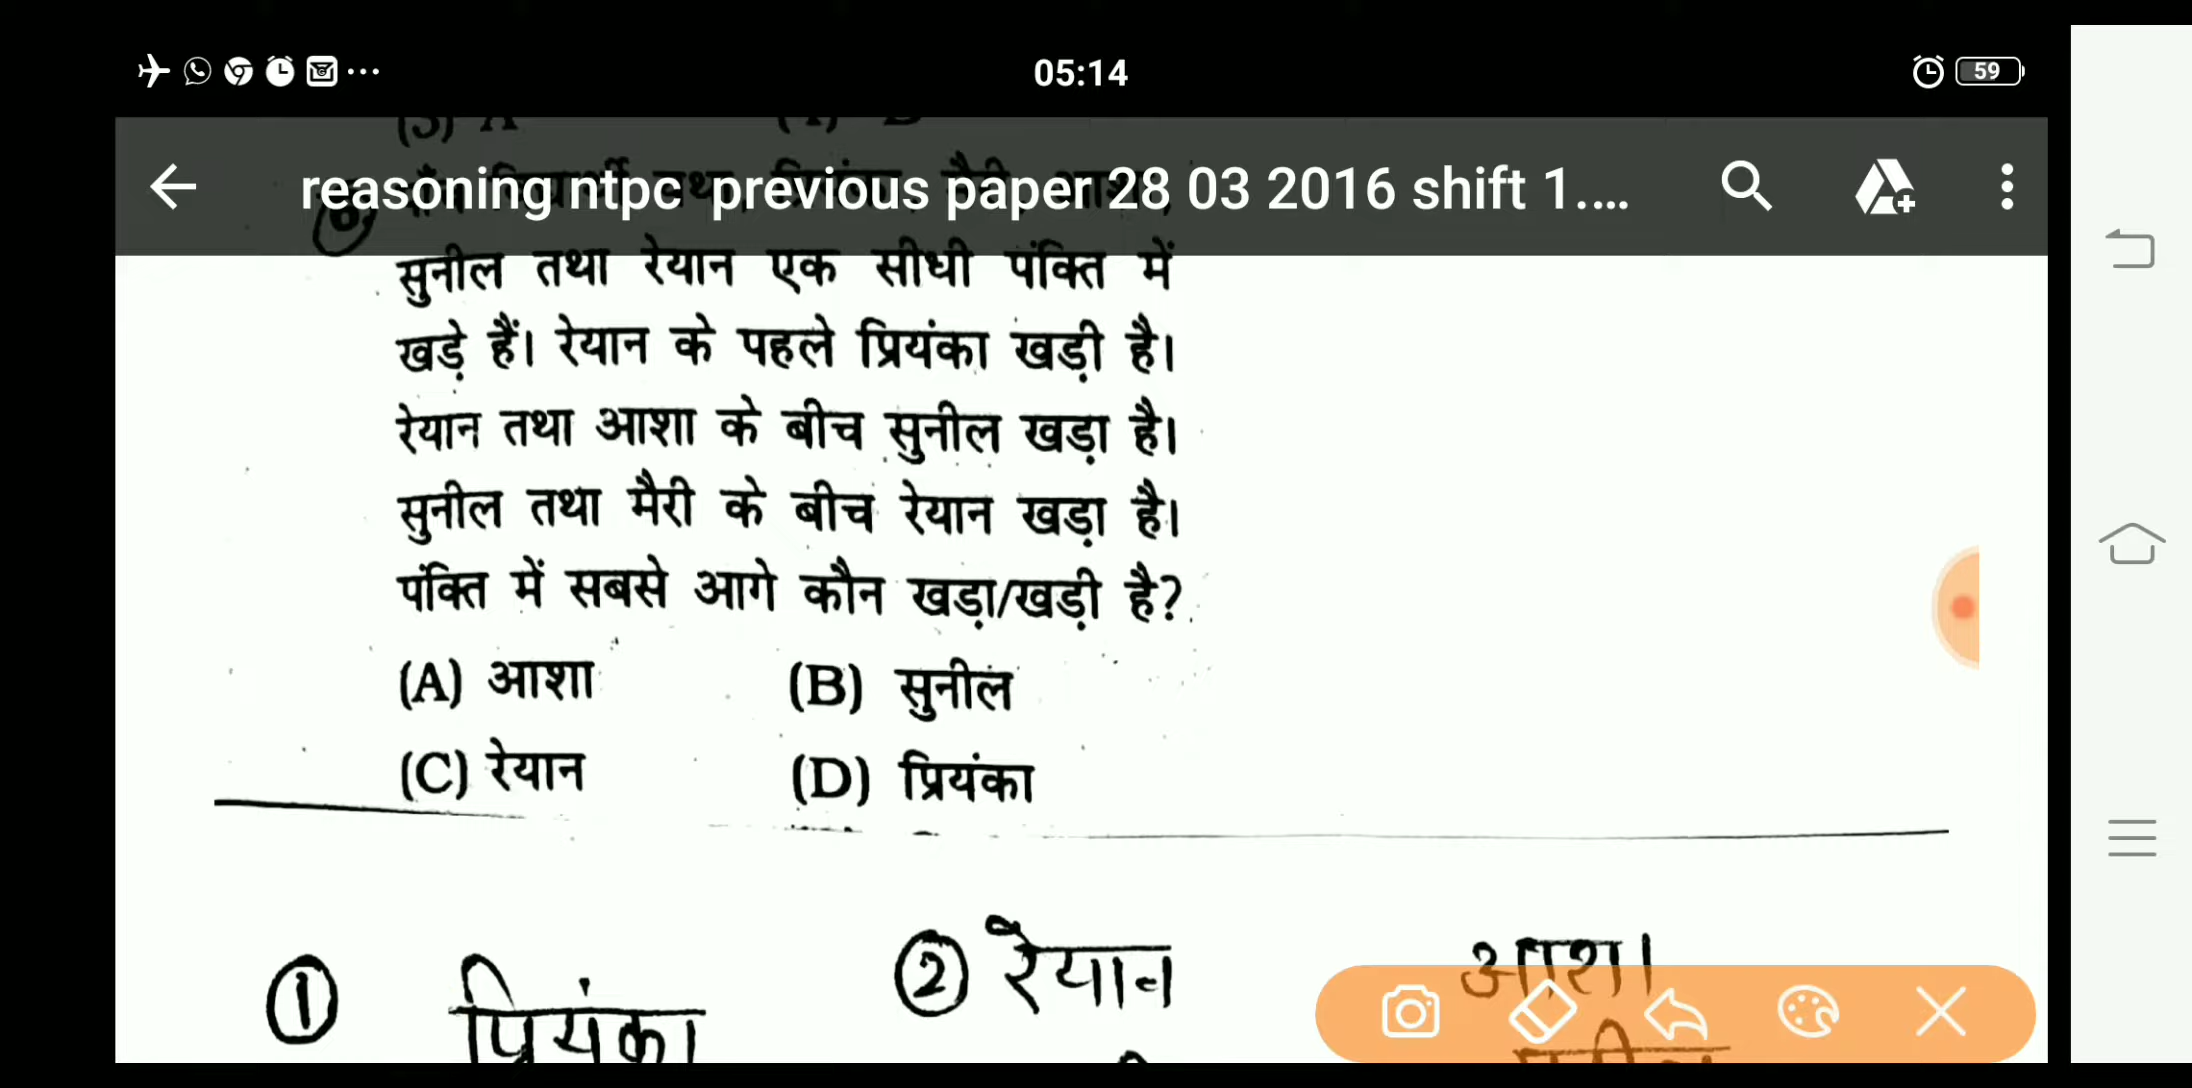 05:14
59
reasoning ntpc previous paper 28 03 2016 shift 1....
सुनील तथा रेयान एक सीधी पंक्ति में
खड़े हैं। रेयान के पहले प्रियंका खड़ी है।
रेयान तथा आशा के बीच सुनील खड़ा है।
सुनील तथा मैरी के बीच रेयान खड़ा है।
पंक्ति में सबसे आगे कौन खड़ा/खड़ी है?
(A) आशा (B) सुनील
(C) रेयान (D) प्रियंका
① प्रियंका ② रेयान आशा